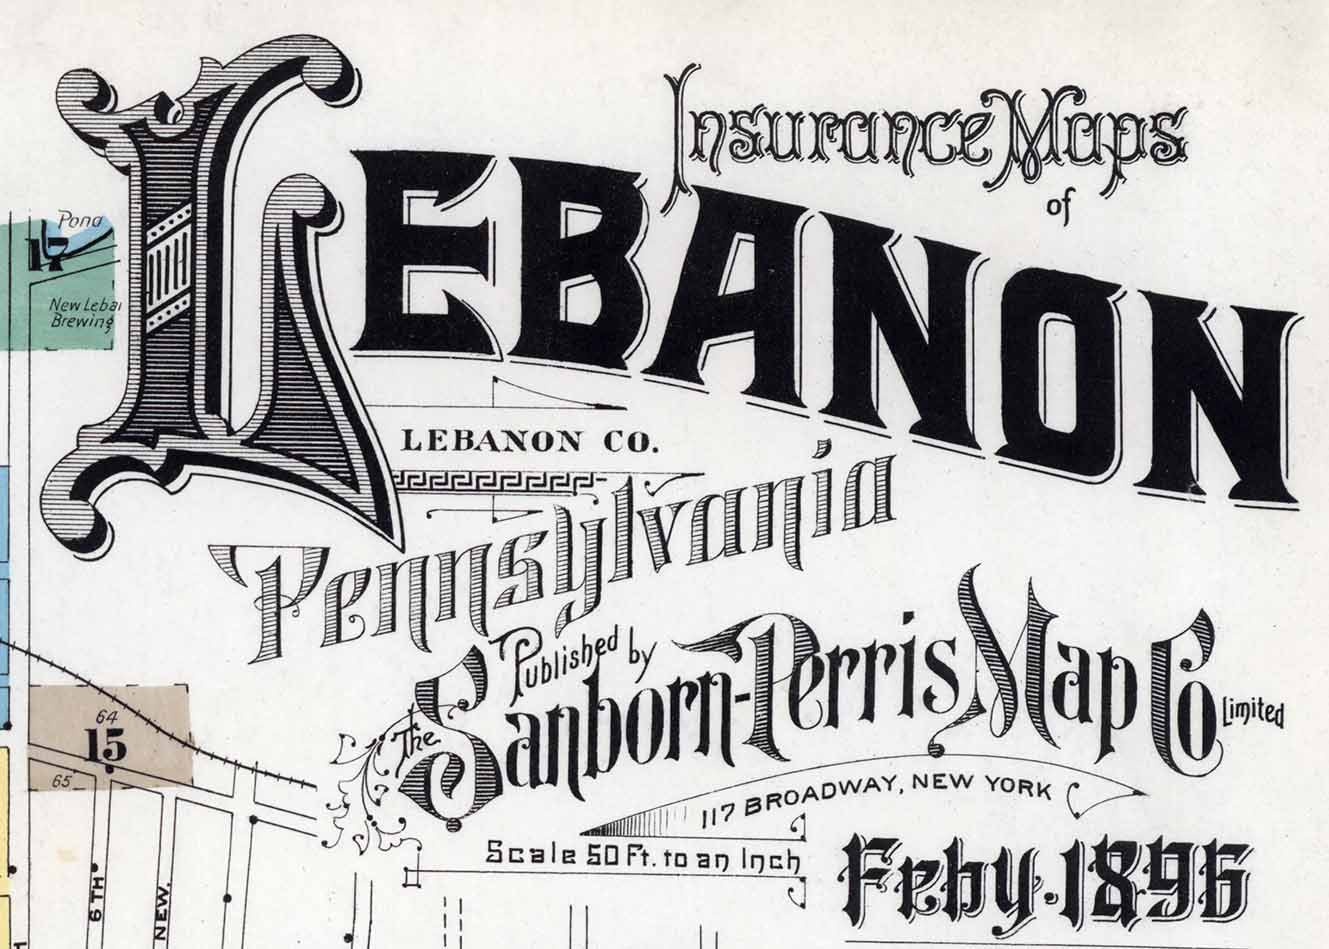 Insurance Maps
of
LEBANON
LEBANON CO.
Pennsylvania
Published by
The Sanborn-Perris Map Co Limited
117 BROADWAY, NEW YORK
Scale 50 Ft. to an Inch
Feby. 1896
Pond
17
New Leba
Brewing
64
15
65
6TH
NEW.
H